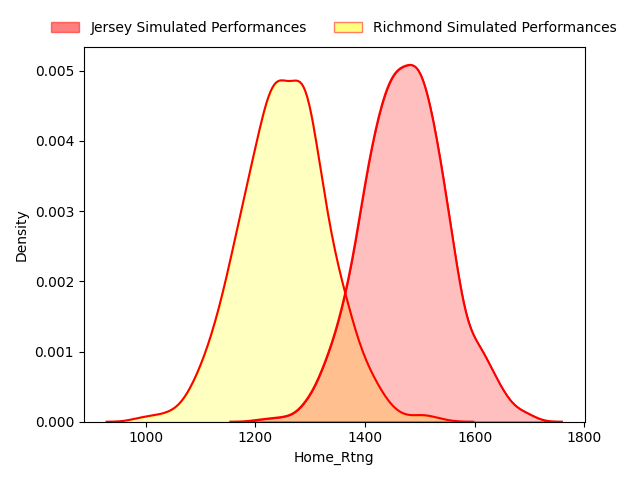 Jersey Simulated Performances
Richmond Simulated Performances
0.005
0.004
0.003
0.002
0.001
0.000
Density
1000 1200 1400 1600 1800
Home_Rtng